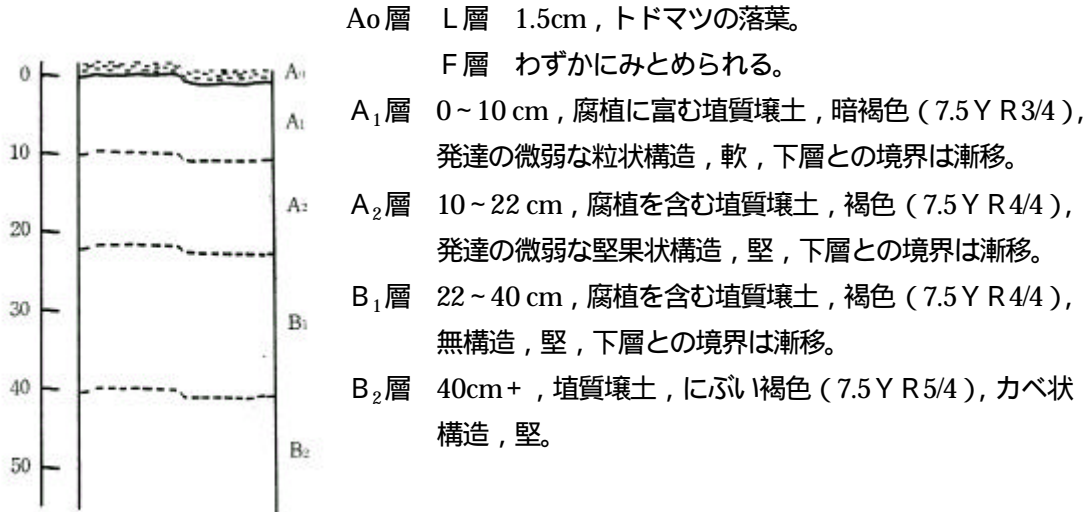 Ao層 L層 1.5cm，トドマツの落葉。
F層 わずかにみとめられる。
A₁層 0~10 cm，腐植に富む埴質壌土，暗褐色（7.5Y R3/4），
発達の微弱な粒状構造，軟，下層との境界は漸移。
A₂層 10~22 cm，腐植を含む埴質壌土，褐色（7.5Y R4/4），
発達の微弱な堅果状構造，堅，下層との境界は漸移。
B₁層 22~40 cm，腐植を含む埴質壌土，褐色（7.5Y R4/4），
無構造，堅，下層との境界は漸移。
B₂層 40cm+，埴質壌土，にぶい褐色（7.5Y R5/4），カベ状
構造，堅。
0
A₀
A₁
10
A₂
20
30
B₁
40
B₂
50